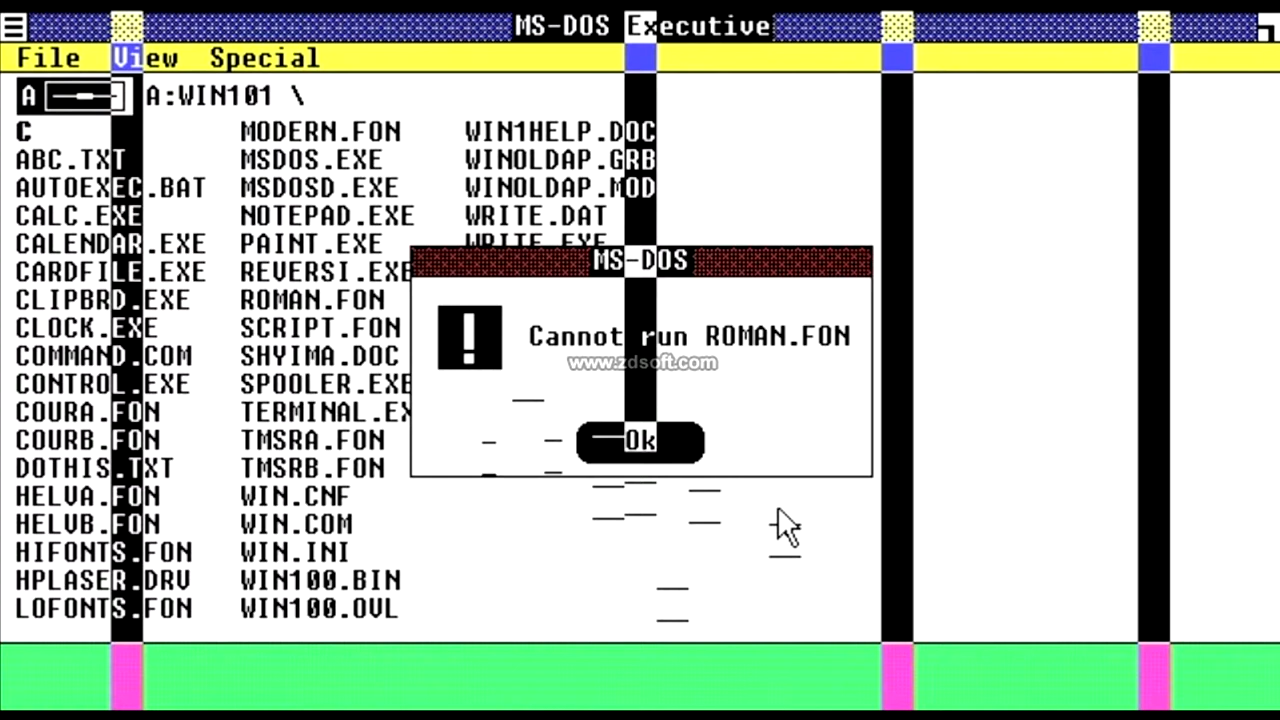 MS-DOS Executive
File View Special
A A:WIN101 \
C MODERN.FON WIN1HELP.DOC
ABC.TXT MSDOS.EXE WINOLDAP.GRB
AUTOEXEC.BAT MSDOSD.EXE WINOLDAP.MOD
CALC.EXE NOTEPAD.EXE WRITE.DAT
CALENDAR.EXE PAINT.EXE WRITE.EXE
MS-DOS
CARDFILE.EXE REVERSI.EXE
CLIPBRD.EXE ROMAN.FON
CLOCK.EXE SCRIPT.FON
Cannot run ROMAN.FON
www.zdsoft.com
COMMAND.COM SHYIMA.DOC
CONTROL.EXE SPOOLER.EXE
COURA.FON TERMINAL.EX
COURB.FON TMSRA.FON
Ok
DOTHIS.TXT TMSRB.FON
HELVA.FON WIN.CNF
HELVB.FON WIN.COM
HIFONTS.FON WIN.INI
HPLASER.DRV WIN100.BIN
LOFONTS.FON WIN100.OVL